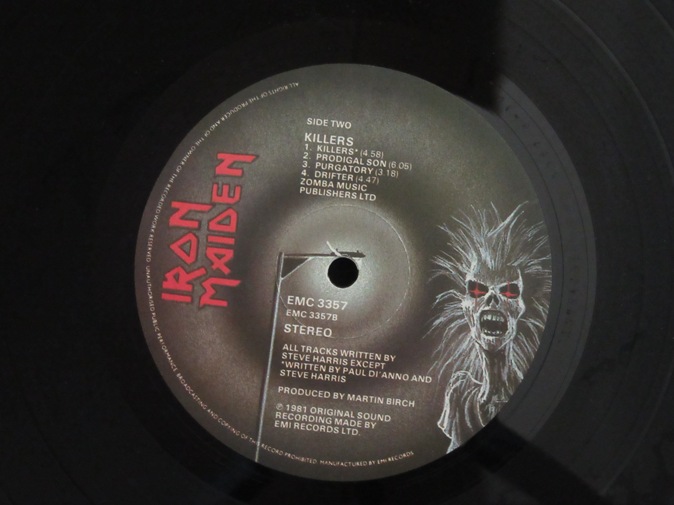 SIDE TWO
KILLERS
1. KILLERS* (4.58)
2. PRODIGAL SON (6.05)
3. PURGATORY (3.18)
4. DRIFTER (4.47)
ZOMBA MUSIC
PUBLISHERS LTD
IRON
MAIDEN
EMC 3357
EMC 3357B
STEREO
ALL TRACKS WRITTEN BY
STEVE HARRIS EXCEPT
*WRITTEN BY PAUL DI'ANNO AND
STEVE HARRIS
PRODUCED BY MARTIN BIRCH
℗ 1981 ORIGINAL SOUND
RECORDING MADE BY
EMI RECORDS LTD.
ALL RIGHTS OF THE PRODUCER AND OF THE OWNER OF THE RECORDED WORK RESERVED. UNAUTHORISED PUBLIC PERFORMANCE, BROADCASTING AND COPYING OF THIS RECORD PROHIBITED. MANUFACTURED BY EMI RECORDS